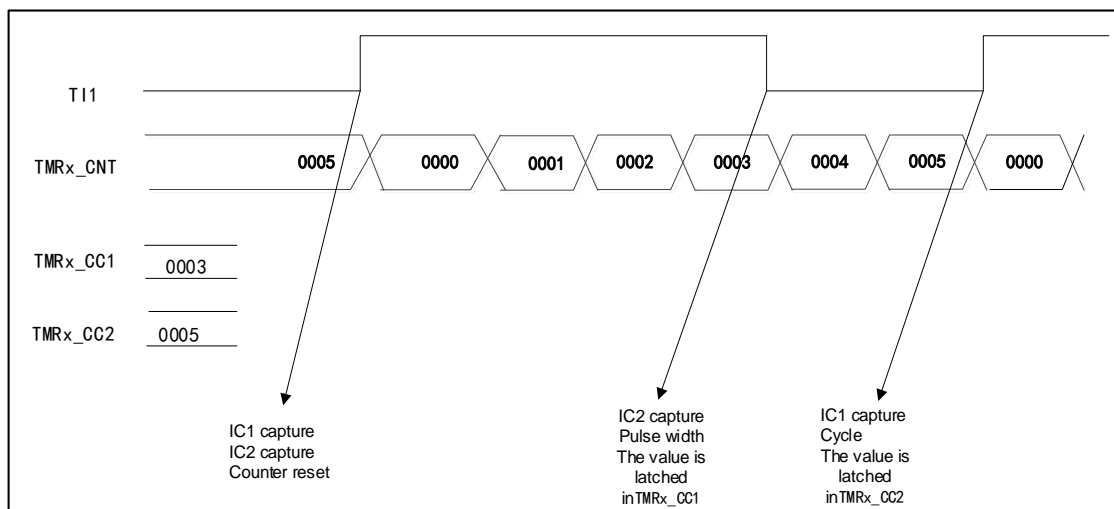 TI1
TMRx_CNT
0005 0000 0001 0002 0003 0004 0005 0000
TMRx_CC1
0003
TMRx_CC2
0005
IC1 capture
IC2 capture
Counter reset
IC2 capture
Pulse width
The value is
latched
inTMRx_CC1
IC1 capture
Cycle
The value is
latched
inTMRx_CC2